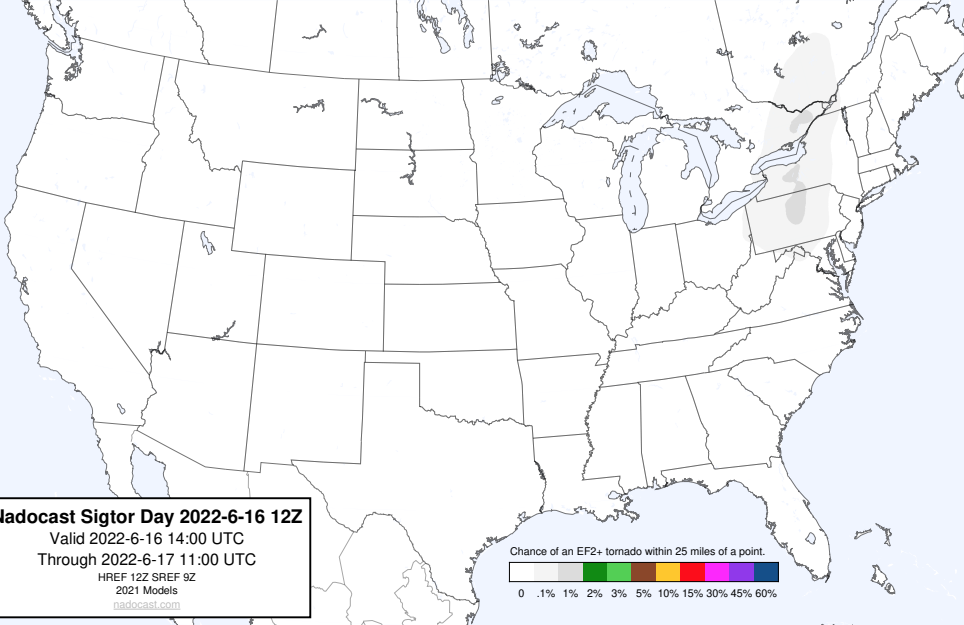 Nadocast Sigtor Day 2022-6-16 12Z
Valid 2022-6-16 14:00 UTC
Through 2022-6-17 11:00 UTC
HREF 12Z SREF 9Z
2021 Models
nadocast.com
Chance of an EF2+ tornado within 25 miles of a point.
0 .1% 1% 2% 3% 5% 10% 15% 30% 45% 60%